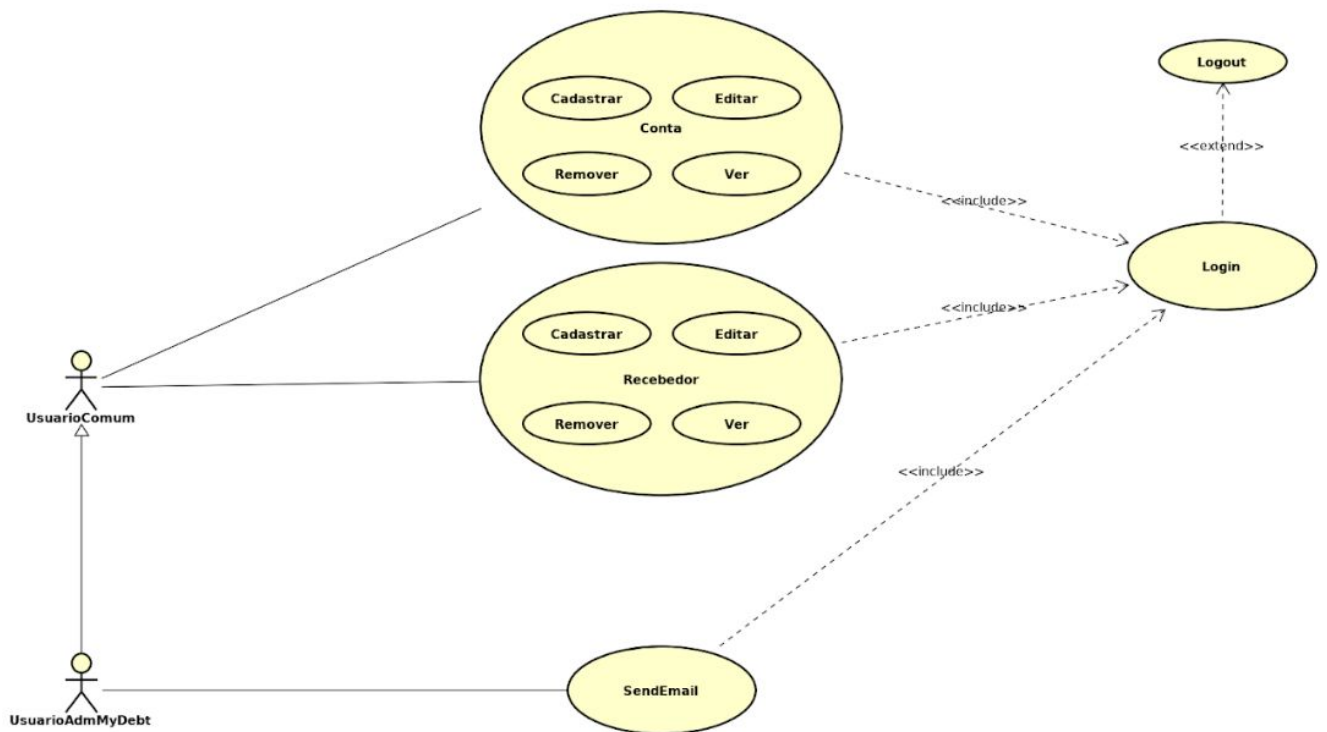 Logout
Cadastrar
Editar
Conta
<<extend>>
Remover
Ver
<<include>>
Login
<<include>>
Cadastrar
Editar
Recebedor
UsuarioComum
Remover
Ver
<<include>>
SendEmail
UsuarioAdmMyDebt